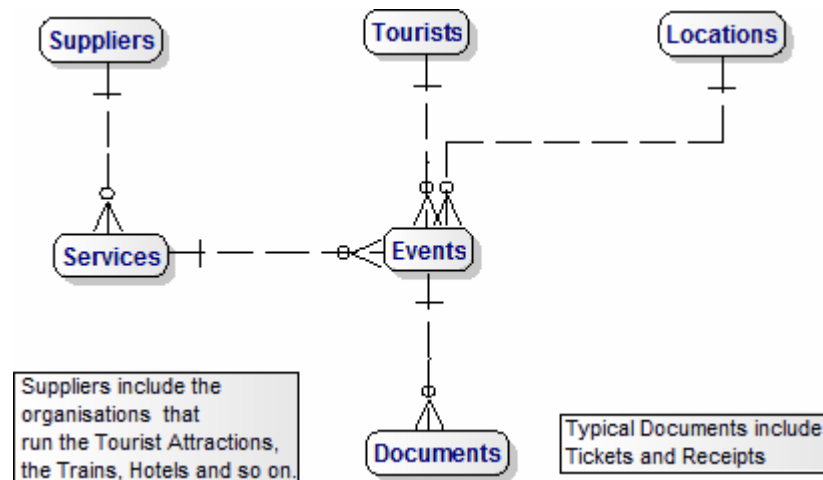 Suppliers
Tourists
Locations
Services
Events
Suppliers include the
organisations that
run the Tourist Attractions,
the Trains, Hotels and so on.
Documents
Typical Documents include
Tickets and Receipts